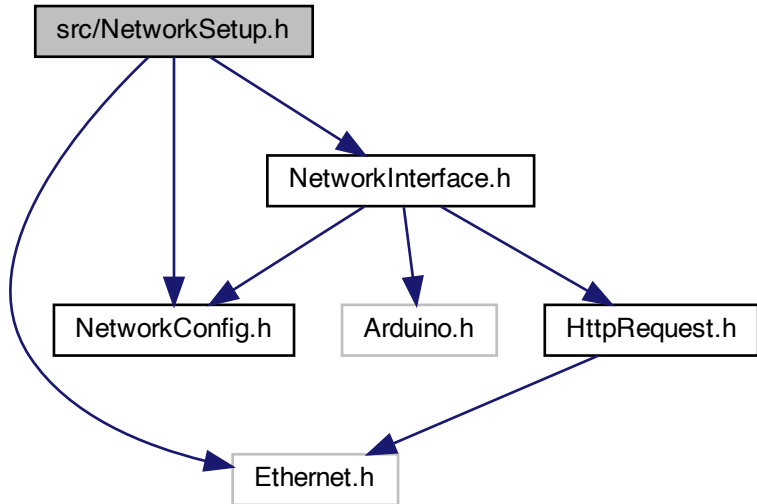 src/NetworkSetup.h
NetworkInterface.h
NetworkConfig.h
Arduino.h
HttpRequest.h
Ethernet.h